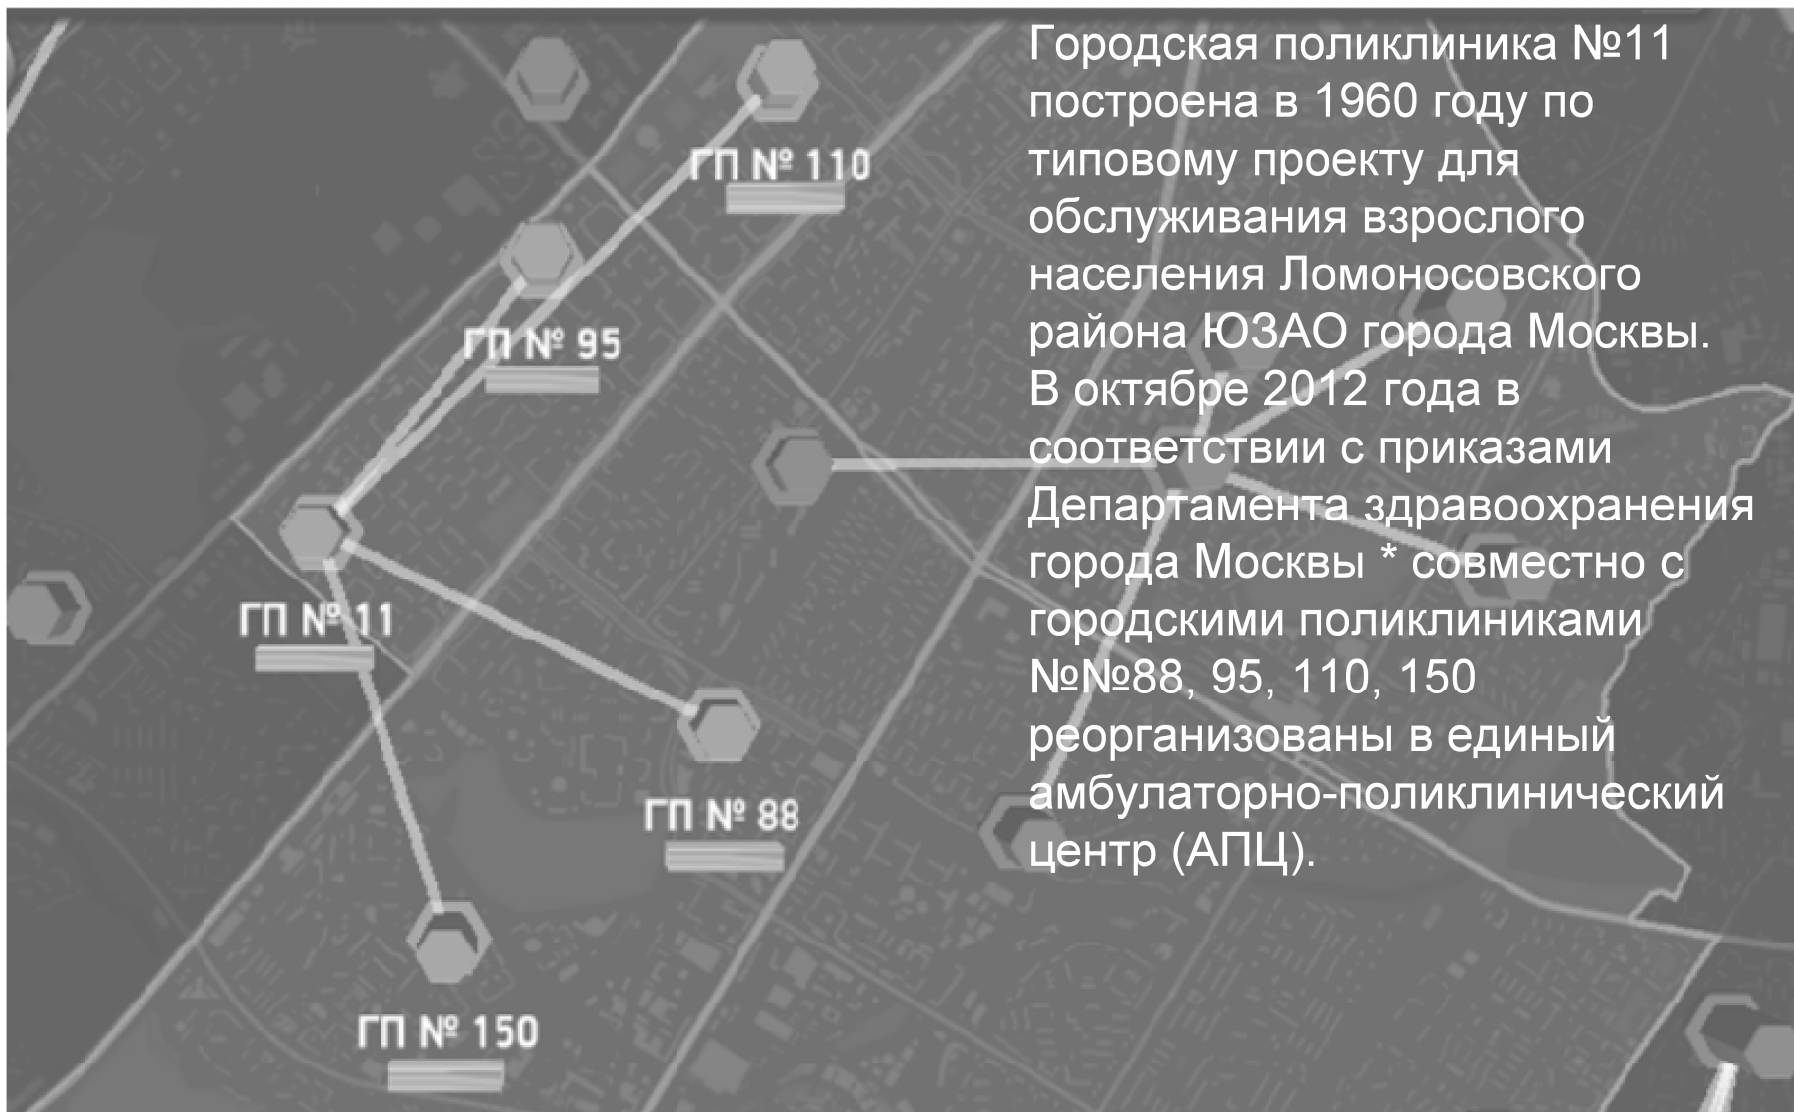 Городская поликлиника №11
построена в 1960 году по
типовому проекту для
обслуживания взрослого
населения Ломоносовского
района ЮЗАО города Москвы.
В октябре 2012 года в
соответствии с приказами
Департамента здравоохранения
города Москвы * совместно с
городскими поликлиниками
№№88, 95, 110, 150
реорганизованы в единый
амбулаторно-поликлинический
центр (АПЦ).
ГП № 110
ГП № 95
ГП № 11
ГП № 88
ГП № 150